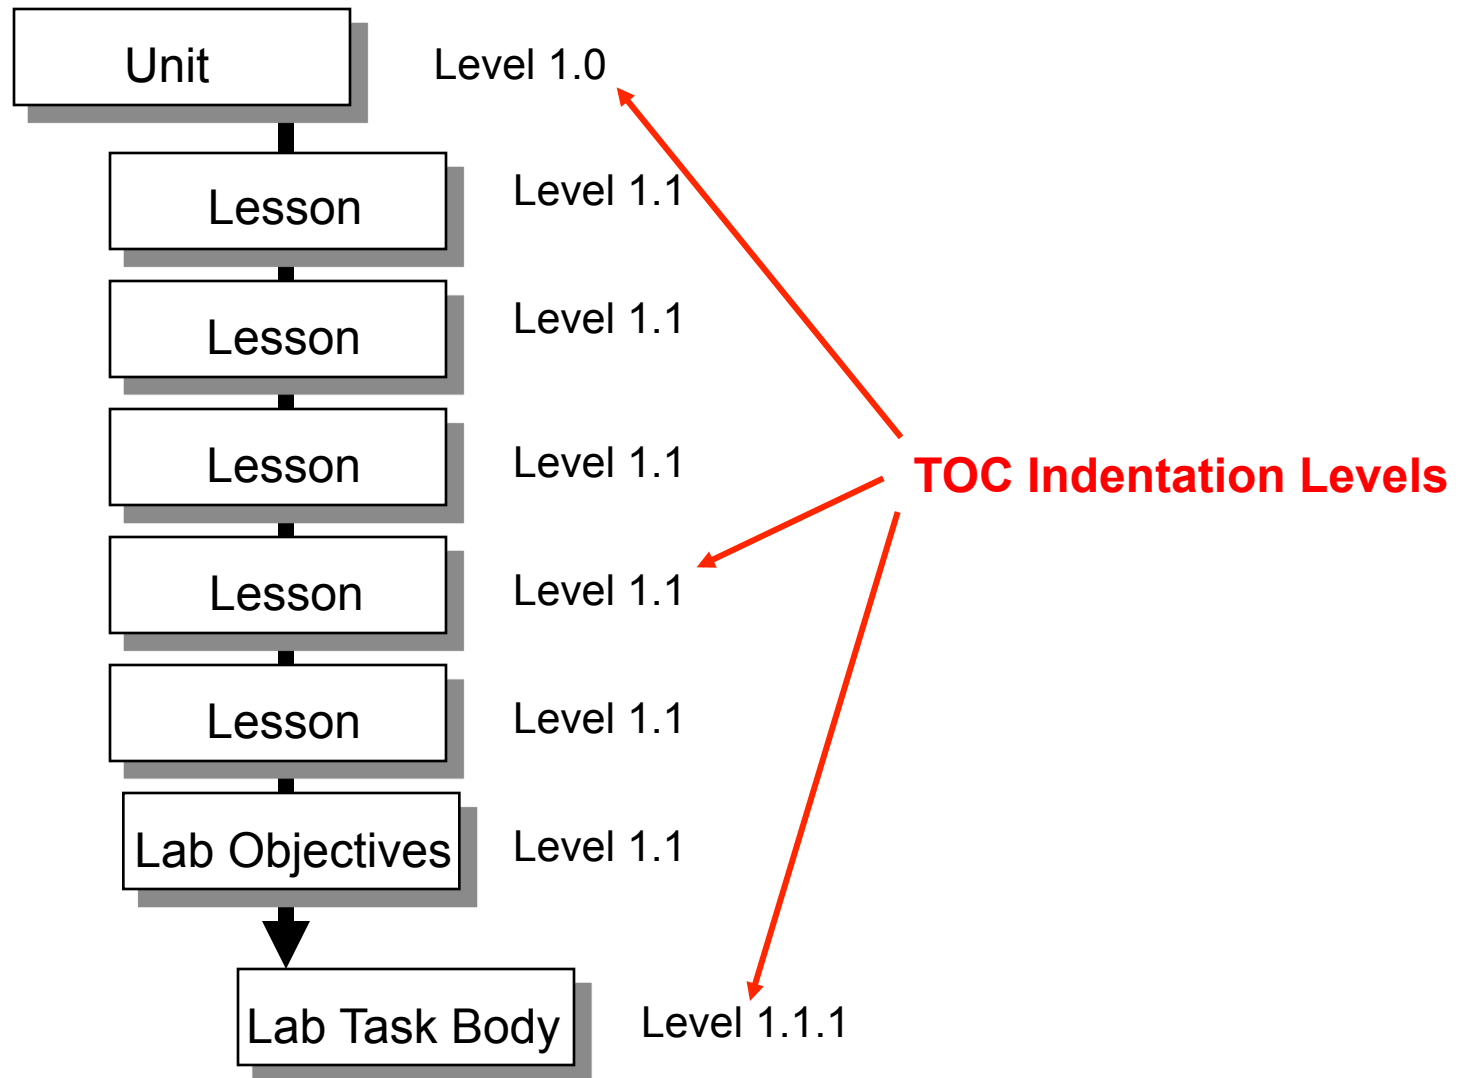 Unit Level 1.0
Lesson Level 1.1
Lesson Level 1.1
Lesson Level 1.1
TOC Indentation Levels
Lesson Level 1.1
Lesson Level 1.1
Lab Objectives Level 1.1
Lab Task Body Level 1.1.1